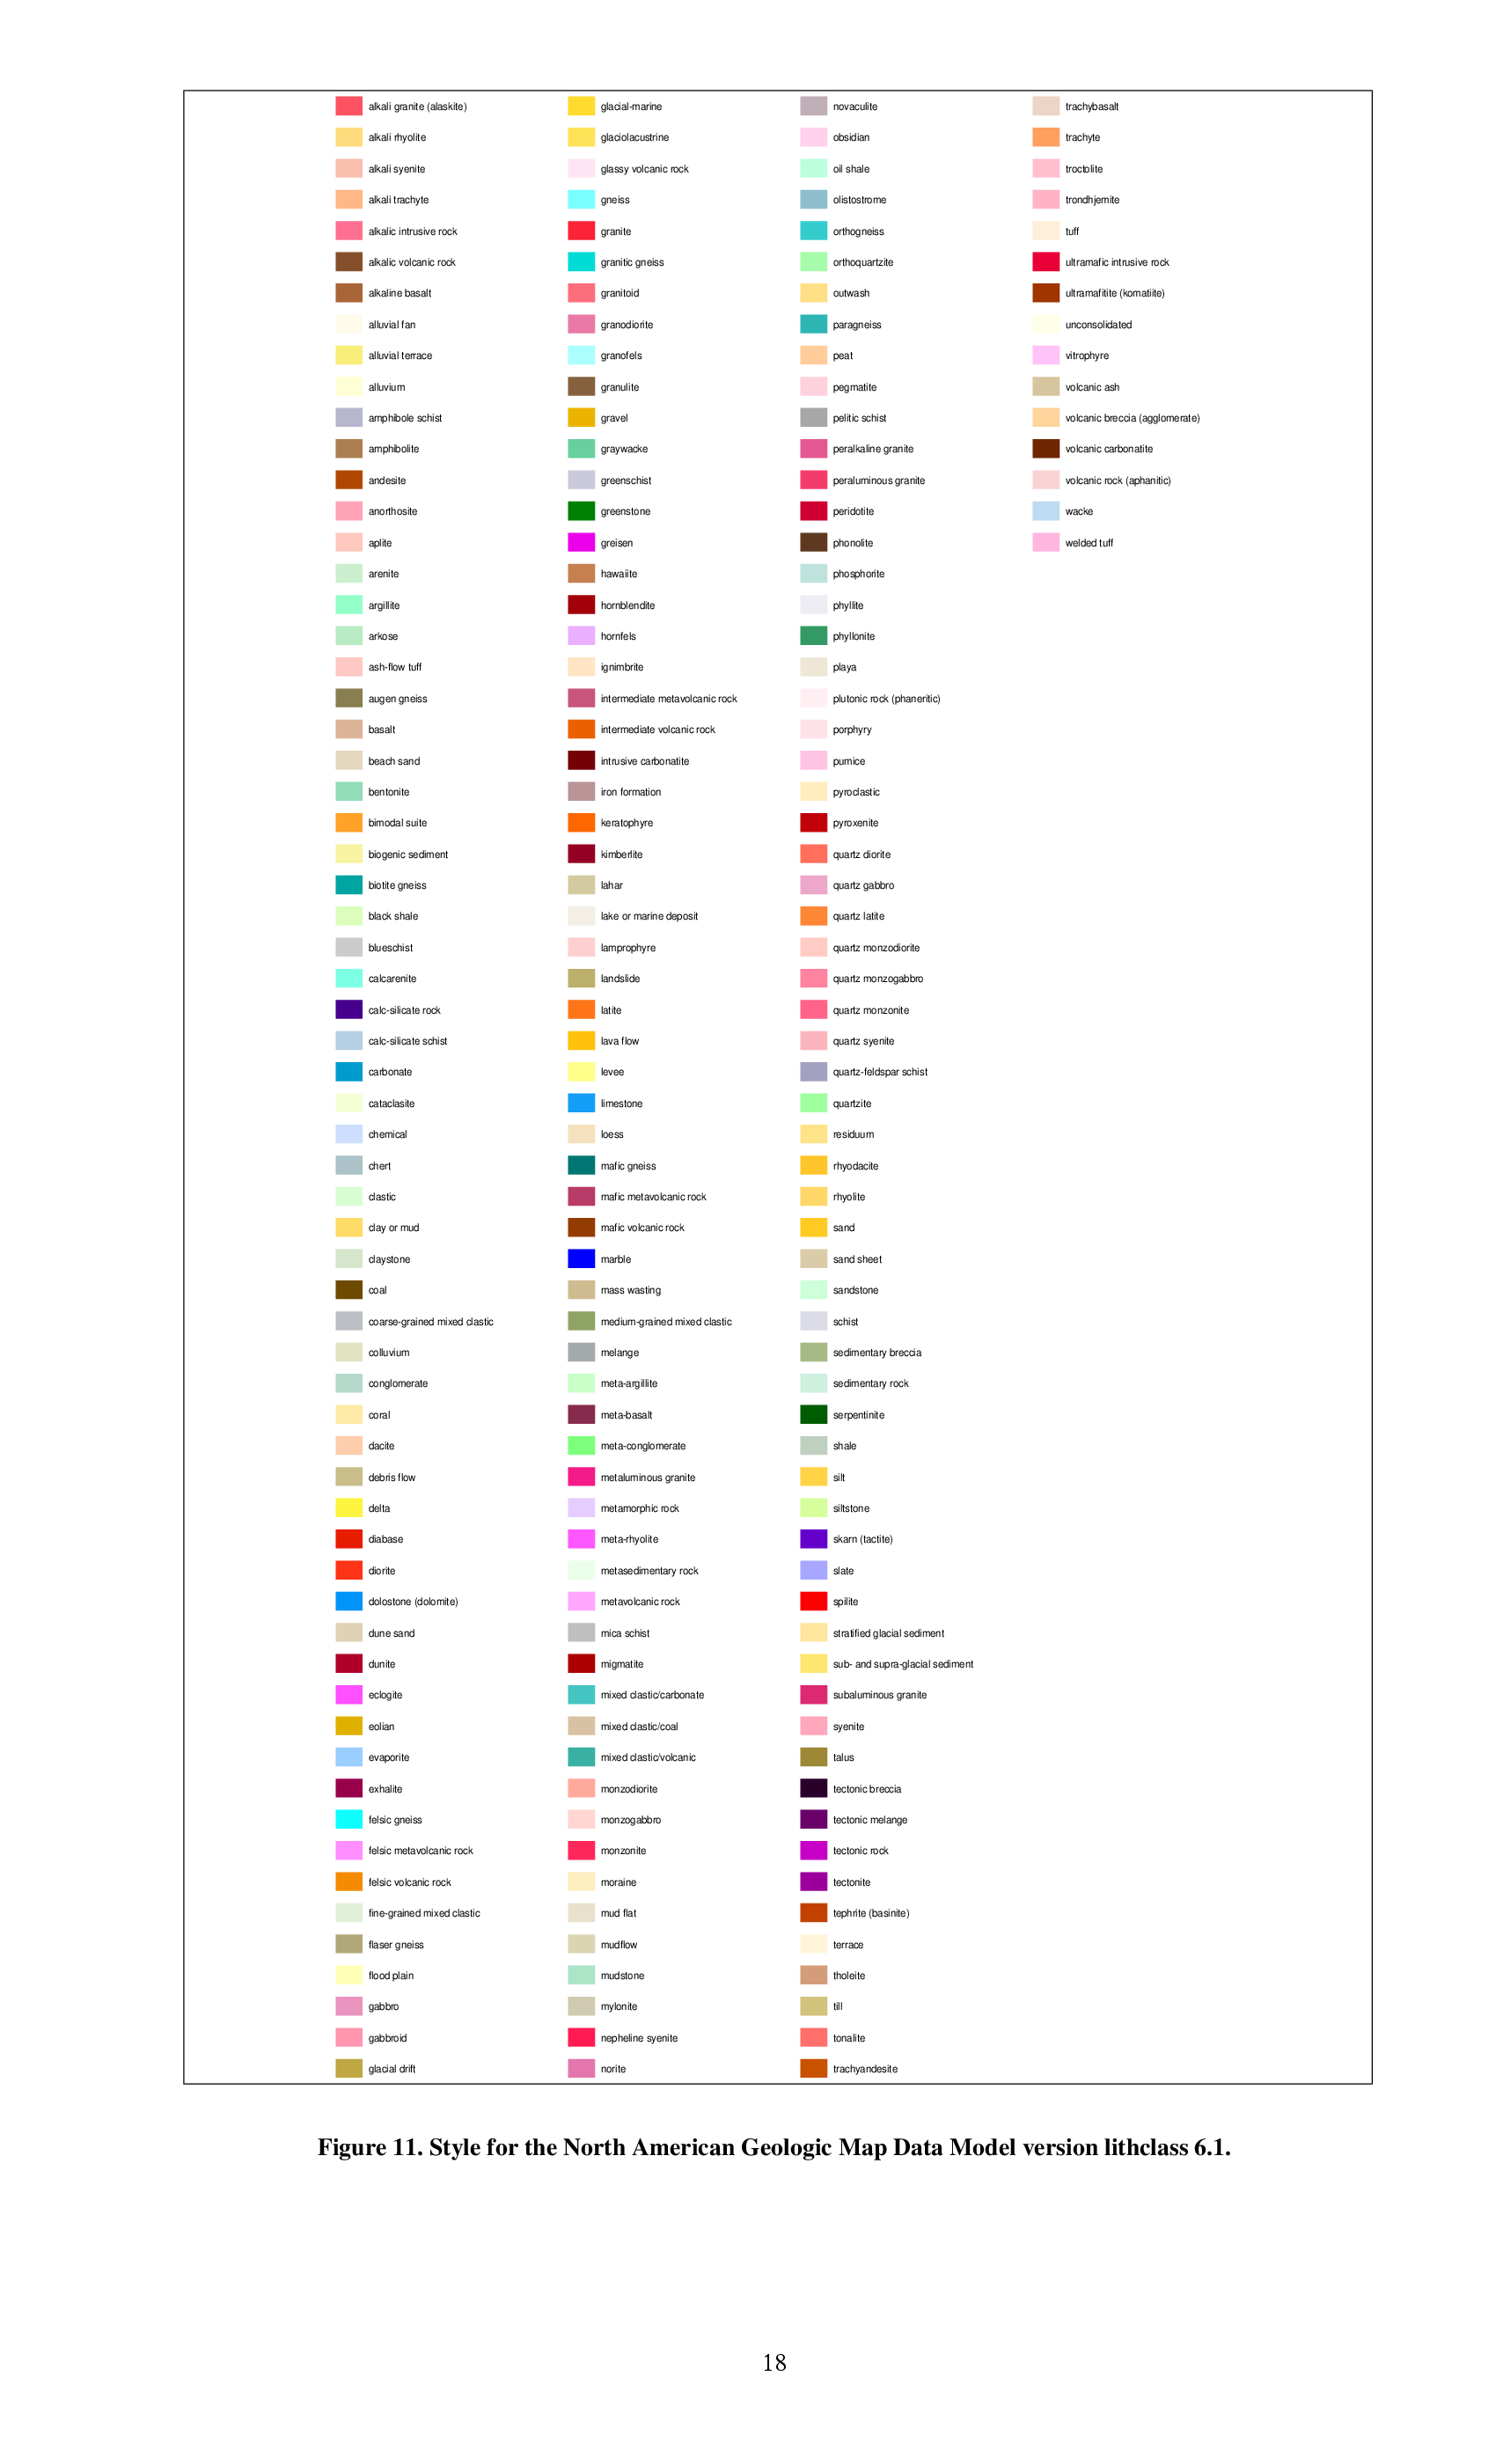 alkali granite (alaskite)
alkali rhyolite
alkali syenite
alkali trachyte
alkalic intrusive rock
alkalic volcanic rock
alkaline basalt
alluvial fan
alluvial terrace
alluvium
amphibole schist
amphibolite
andesite
anorthosite
aplite
arenite
argillite
arkose
ash-flow tuff
augen gneiss
basalt
beach sand
bentonite
bimodal suite
biogenic sediment
biotite gneiss
black shale
blueschist
calcarenite
calc-silicate rock
calc-silicate schist
carbonate
cataclasite
chemical
chert
clastic
clay or mud
claystone
coal
coarse-grained mixed clastic
colluvium
conglomerate
coral
dacite
debris flow
delta
diabase
diorite
dolostone (dolomite)
dune sand
dunite
eclogite
eolian
evaporite
exhalite
felsic gneiss
felsic metavolcanic rock
felsic volcanic rock
fine-grained mixed clastic
flaser gneiss
flood plain
gabbro
gabbroid
glacial drift
glacial-marine
glaciolacustrine
glassy volcanic rock
gneiss
granite
granitic gneiss
granitoid
granodiorite
granofels
granulite
gravel
graywacke
greenschist
greenstone
greisen
hawaiite
hornblendite
hornfels
ignimbrite
intermediate metavolcanic rock
intermediate volcanic rock
intrusive carbonatite
iron formation
keratophyre
kimberlite
lahar
lake or marine deposit
lamprophyre
landslide
latite
lava flow
levee
limestone
loess
mafic gneiss
mafic metavolcanic rock
mafic volcanic rock
marble
mass wasting
medium-grained mixed clastic
melange
meta-argillite
meta-basalt
meta-conglomerate
metaluminous granite
metamorphic rock
meta-rhyolite
metasedimentary rock
metavolcanic rock
mica schist
migmatite
mixed clastic/carbonate
mixed clastic/coal
mixed clastic/volcanic
monzodiorite
monzogabbro
monzonite
moraine
mud flat
mudflow
mudstone
mylonite
nepheline syenite
norite
novaculite
obsidian
oil shale
olistostrome
orthogneiss
orthoquartzite
outwash
paragneiss
peat
pegmatite
pelitic schist
peralkaline granite
peraluminous granite
peridotite
phonolite
phosphorite
phyllite
phyllonite
playa
plutonic rock (phaneritic)
porphyry
pumice
pyroclastic
pyroxenite
quartz diorite
quartz gabbro
quartz latite
quartz monzodiorite
quartz monzogabbro
quartz monzonite
quartz syenite
quartz-feldspar schist
quartzite
residuum
rhyodacite
rhyolite
sand
sand sheet
sandstone
schist
sedimentary breccia
sedimentary rock
serpentinite
shale
silt
siltstone
skarn (tactite)
slate
spilite
stratified glacial sediment
sub- and supra-glacial sediment
subaluminous granite
syenite
talus
tectonic breccia
tectonic melange
tectonic rock
tectonite
tephrite (basinite)
terrace
tholeite
till
tonalite
trachyandesite
trachybasalt
trachyte
troctolite
trondhjemite
tuff
ultramafic intrusive rock
ultramafitite (komatiite)
unconsolidated
vitrophyre
volcanic ash
volcanic breccia (agglomerate)
volcanic carbonatite
volcanic rock (aphanitic)
wacke
welded tuff
Figure 11. Style for the North American Geologic Map Data Model version lithclass 6.1.
18